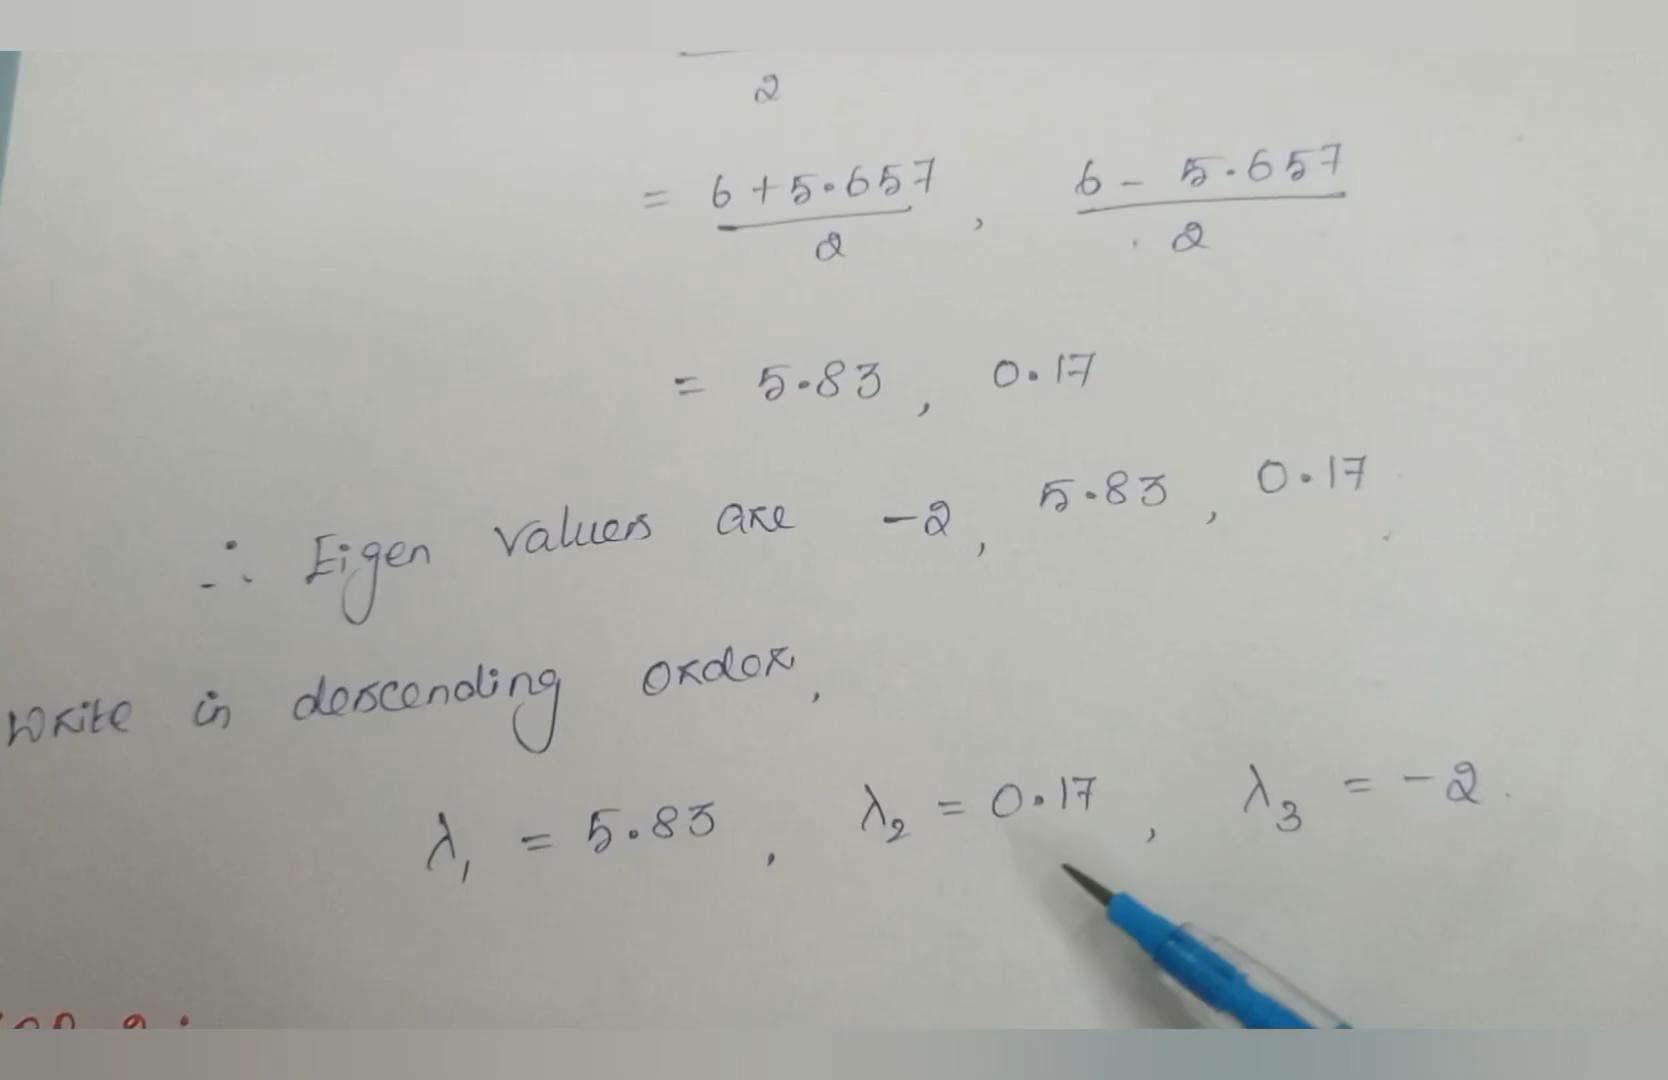 2
= 6 + 5.657 / 2 , 6 - 5.657 / 2
= 5.83 , 0.17
∴ Eigen values are -2 , 5.83 , 0.17
Write in descending order,
λ₁ = 5.83 , λ₂ = 0.17 , λ₃ = -2.